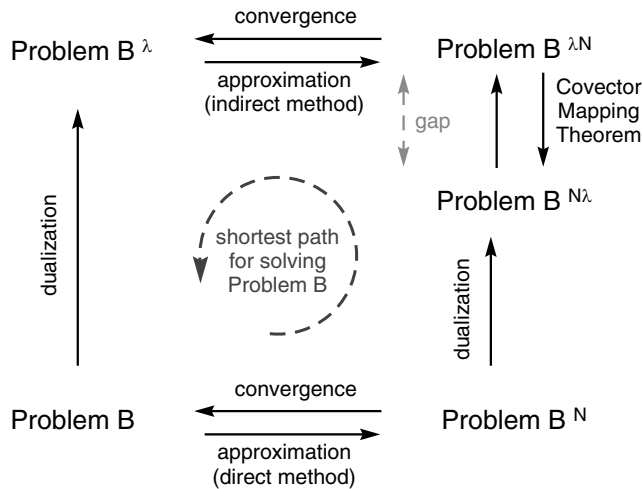 convergence
Problem B λ
Problem B λN
approximation
(indirect method)
gap
Covector
Mapping
Theorem
Problem B Nλ
dualization
shortest path
for solving
Problem B
dualization
convergence
Problem B
Problem B N
approximation
(direct method)